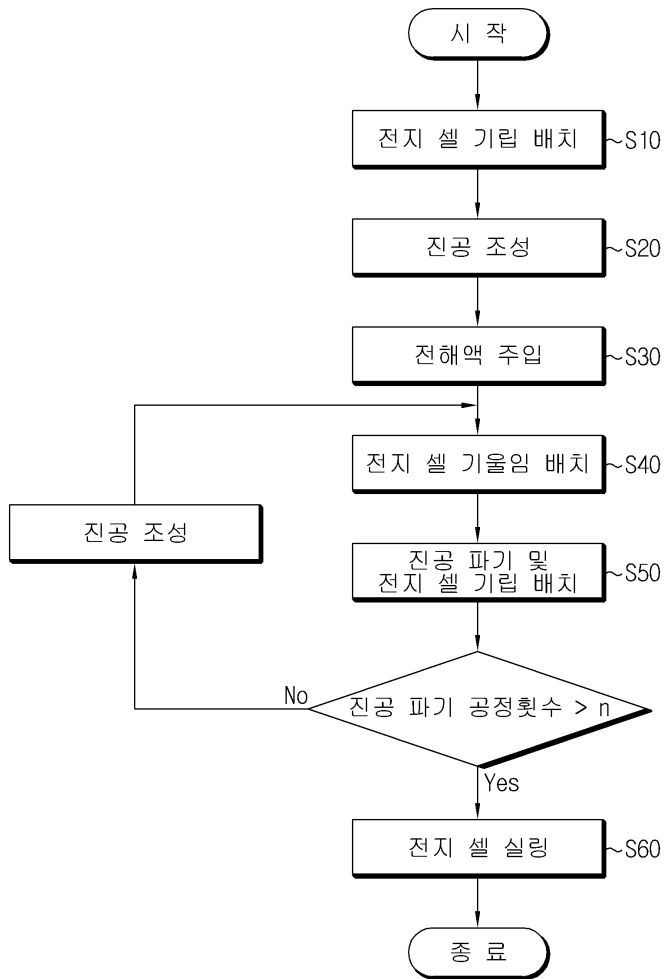 시 작
전지 셀 기립 배치 ~S10
진공 조성 ~S20
전해액 주입 ~S30
전지 셀 기울임 배치 ~S40
진공 조성
진공 파기 및
전지 셀 기립 배치 ~S50
No
진공 파기 공정횟수 > n
Yes
전지 셀 실링 ~S60
종 료